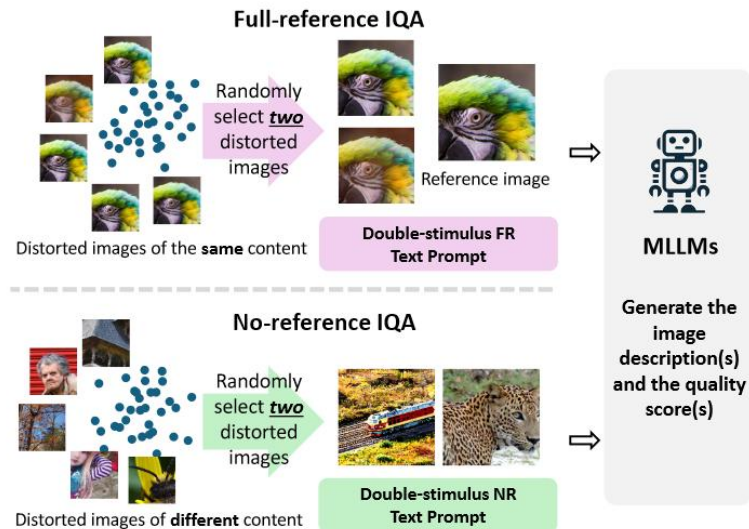 Full-reference IQA
Randomly
select two
distorted
images
Reference image
Distorted images of the same content
Double-stimulus FR
Text Prompt
No-reference IQA
Randomly
select two
distorted
images
Distorted images of different content
Double-stimulus NR
Text Prompt
MLLMs
Generate the
image
description(s)
and the quality
score(s)